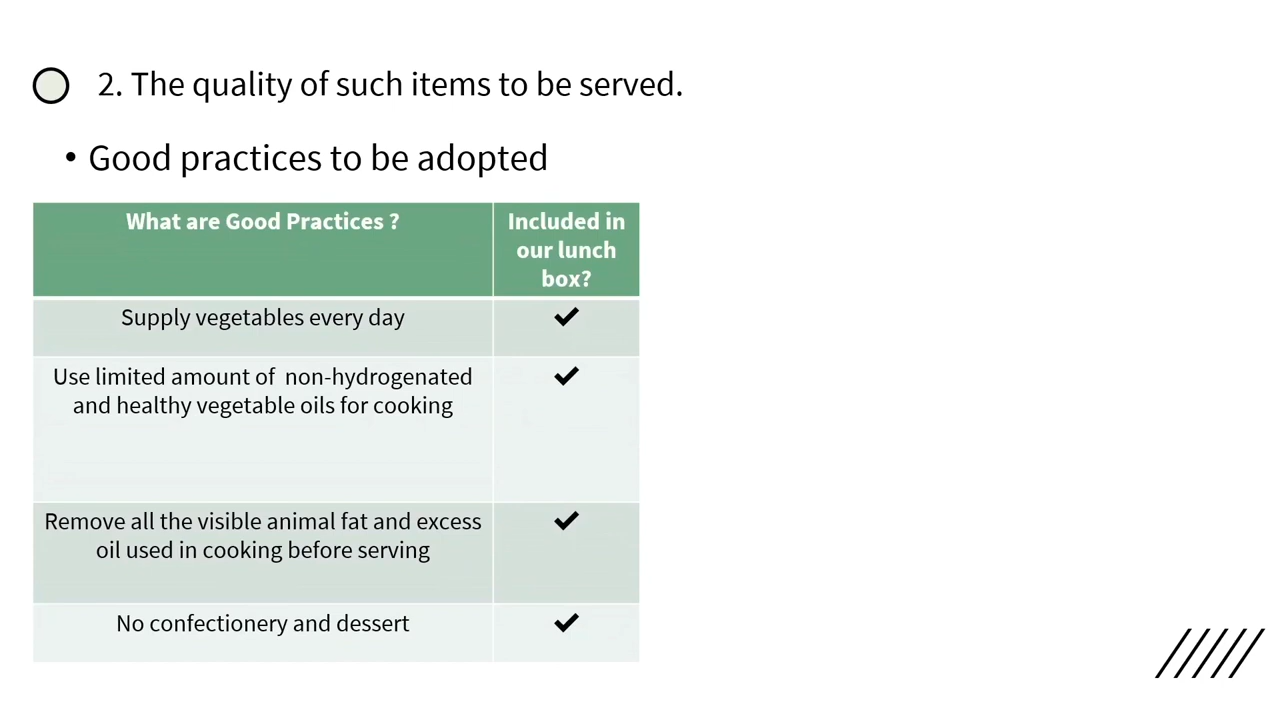 2. The quality of such items to be served.
• Good practices to be adopted
What are Good Practices ?
Included in
our lunch
box?
Supply vegetables every day
✔
Use limited amount of  non-hydrogenated
and healthy vegetable oils for cooking
✔
Remove all the visible animal fat and excess
oil used in cooking before serving
✔
No confectionery and dessert
✔